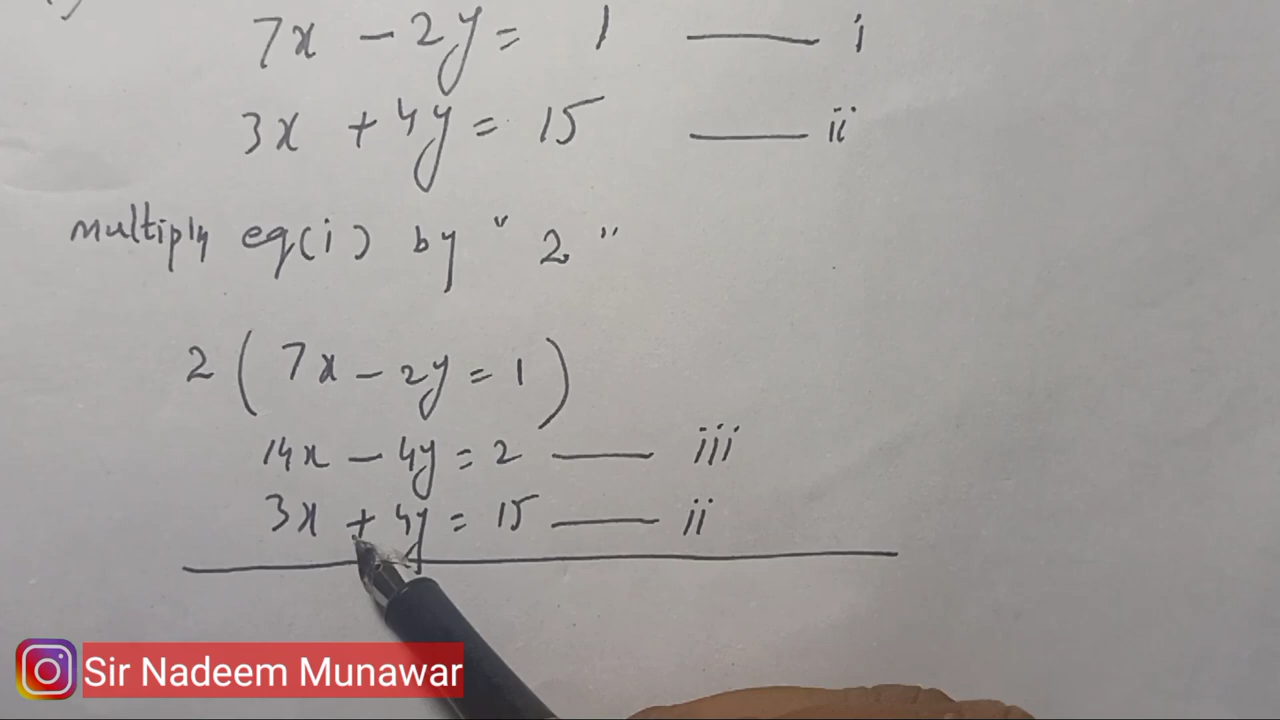 7x - 2y = 1 —— i
3x + 4y = 15 —— ii
multiply eq(i) by " 2 "
2 ( 7x - 2y = 1 )
14x - 4y = 2 —— iii
3x + 4y = 15 —— ii
Sir Nadeem Munawar